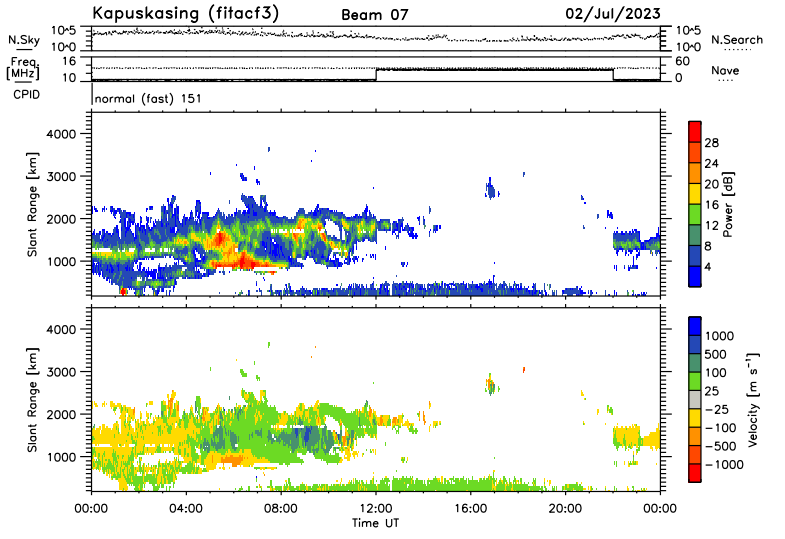 Kapuskasing (fitacf3) Beam 07 02/Jul/2023
N.Sky 10^5 10^0 10^5 10^0 N.Search
Freq. [MHz] 16 10 60 0 Nave
CPID normal (fast) 151
Slant Range [km]
4000
3000
2000
1000
28
24
20
16
12
8
4
Power [dB]
Slant Range [km]
4000
3000
2000
1000
1000
500
100
25
−25
−100
−500
−1000
Velocity [m s⁻¹]
00:00 04:00 08:00 12:00 16:00 20:00 00:00
Time UT